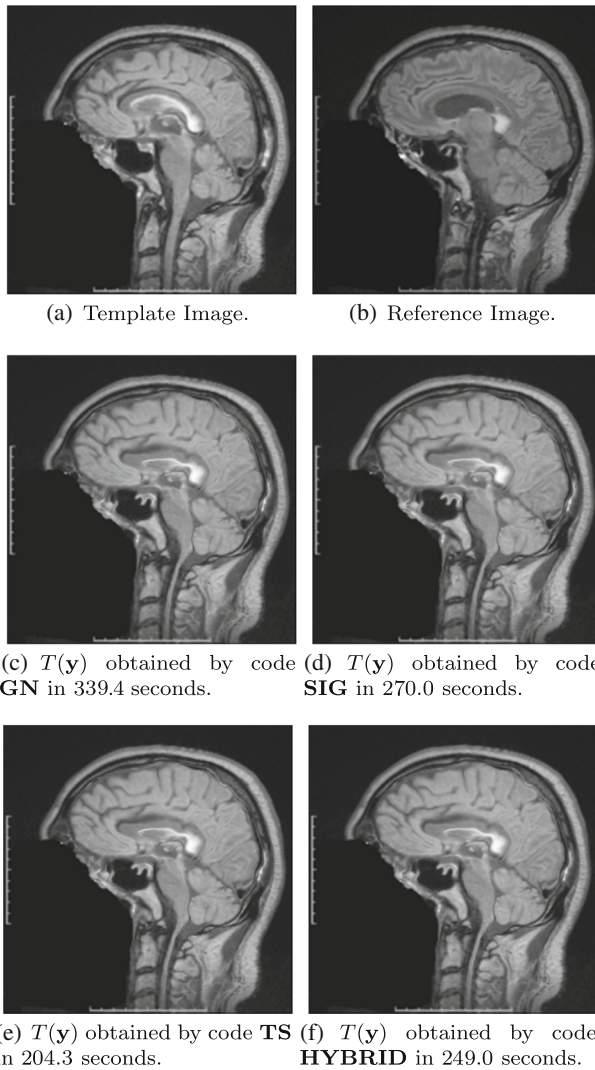 (a) Template Image.
(b) Reference Image.
(c) T(y) obtained by code
GN in 339.4 seconds.
(d) T(y) obtained by code
SIG in 270.0 seconds.
(e) T(y) obtained by code TS
in 204.3 seconds.
(f) T(y) obtained by code
HYBRID in 249.0 seconds.